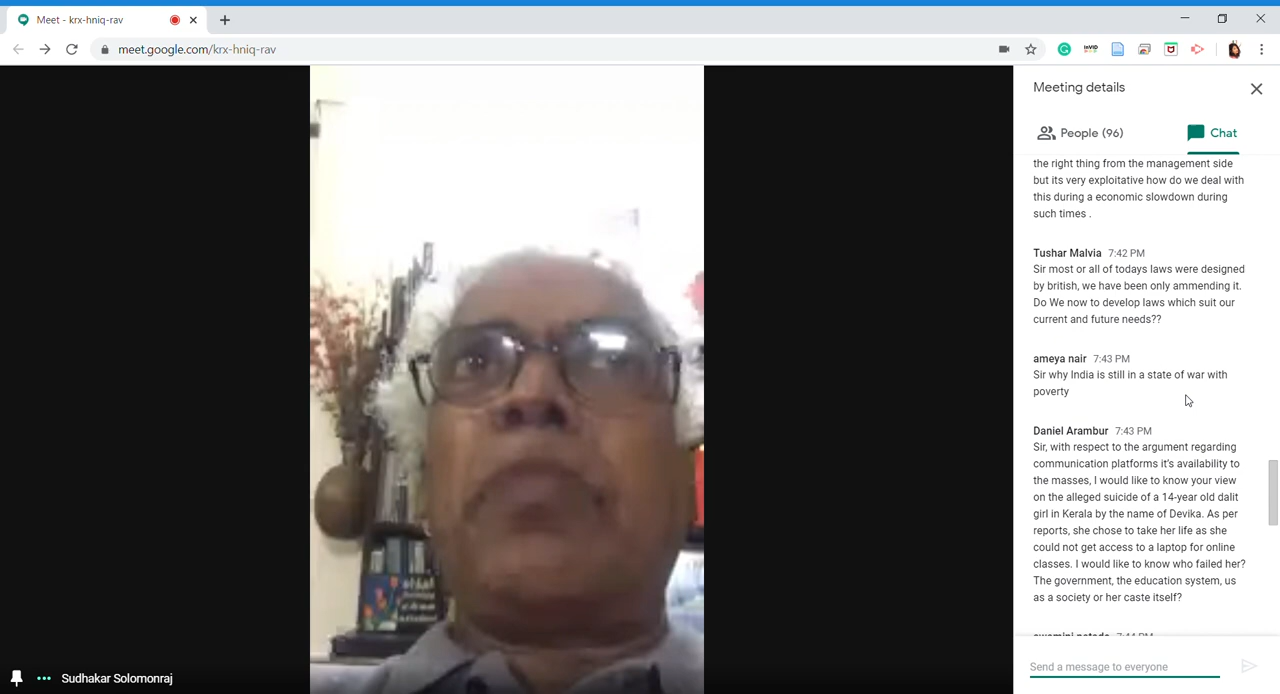 Meet - krx-hniq-rav
meet.google.com/krx-hniq-rav
InVID
Meeting details
People (96)
Chat
the right thing from the management side
but its very exploitative how do we deal with
this during a economic slowdown during
such times .
Tushar Malvia 7:42 PM
Sir most or all of todays laws were designed
by british, we have been only ammending it.
Do We now to develop laws which suit our
current and future needs??
ameya nair 7:43 PM
Sir why India is still in a state of war with
poverty
Daniel Arambur 7:43 PM
Sir, with respect to the argument regarding
communication platforms it's availability to
the masses, I would like to know your view
on the alleged suicide of a 14-year old dalit
girl in Kerala by the name of Devika. As per
reports, she chose to take her life as she
could not get access to a laptop for online
classes. I would like to know who failed her?
The government, the education system, us
as a society or her caste itself?
7:44 PM
Send a message to everyone
Sudhakar Solomonraj